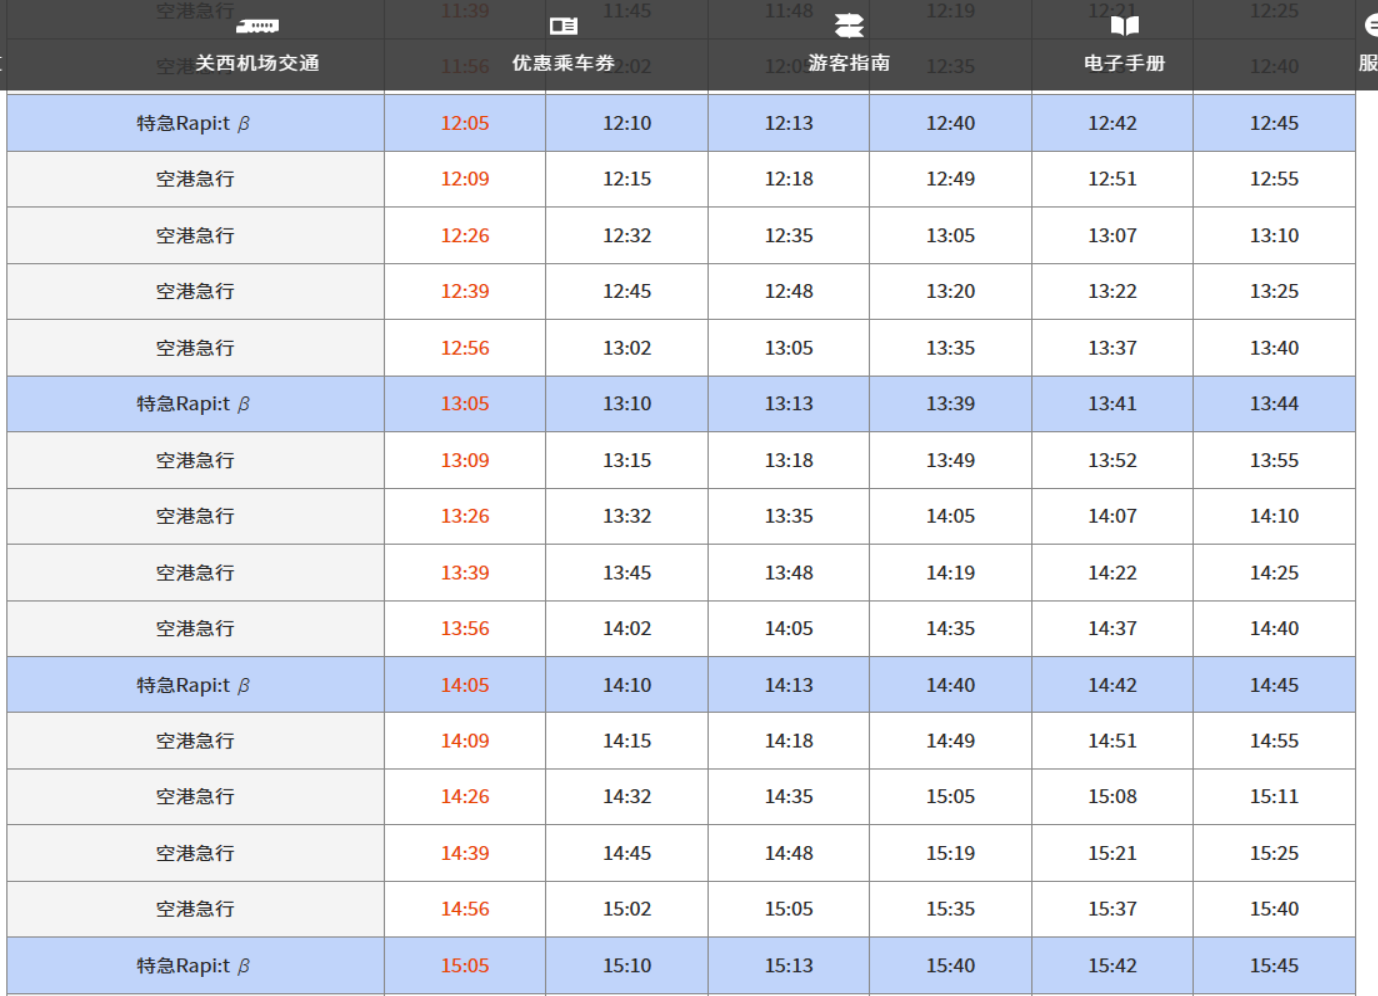 空港急行 11:39 11:45 11:48 12:19 12:21 12:25
关西机场交通 优惠乘车券 游客指南 电子手册 服
空港急行 11:56 12:02 12:05 12:35 12:40
特急Rapi:t β 12:05 12:10 12:13 12:40 12:42 12:45
空港急行 12:09 12:15 12:18 12:49 12:51 12:55
空港急行 12:26 12:32 12:35 13:05 13:07 13:10
空港急行 12:39 12:45 12:48 13:20 13:22 13:25
空港急行 12:56 13:02 13:05 13:35 13:37 13:40
特急Rapi:t β 13:05 13:10 13:13 13:39 13:41 13:44
空港急行 13:09 13:15 13:18 13:49 13:52 13:55
空港急行 13:26 13:32 13:35 14:05 14:07 14:10
空港急行 13:39 13:45 13:48 14:19 14:22 14:25
空港急行 13:56 14:02 14:05 14:35 14:37 14:40
特急Rapi:t β 14:05 14:10 14:13 14:40 14:42 14:45
空港急行 14:09 14:15 14:18 14:49 14:51 14:55
空港急行 14:26 14:32 14:35 15:05 15:08 15:11
空港急行 14:39 14:45 14:48 15:19 15:21 15:25
空港急行 14:56 15:02 15:05 15:35 15:37 15:40
特急Rapi:t β 15:05 15:10 15:13 15:40 15:42 15:45